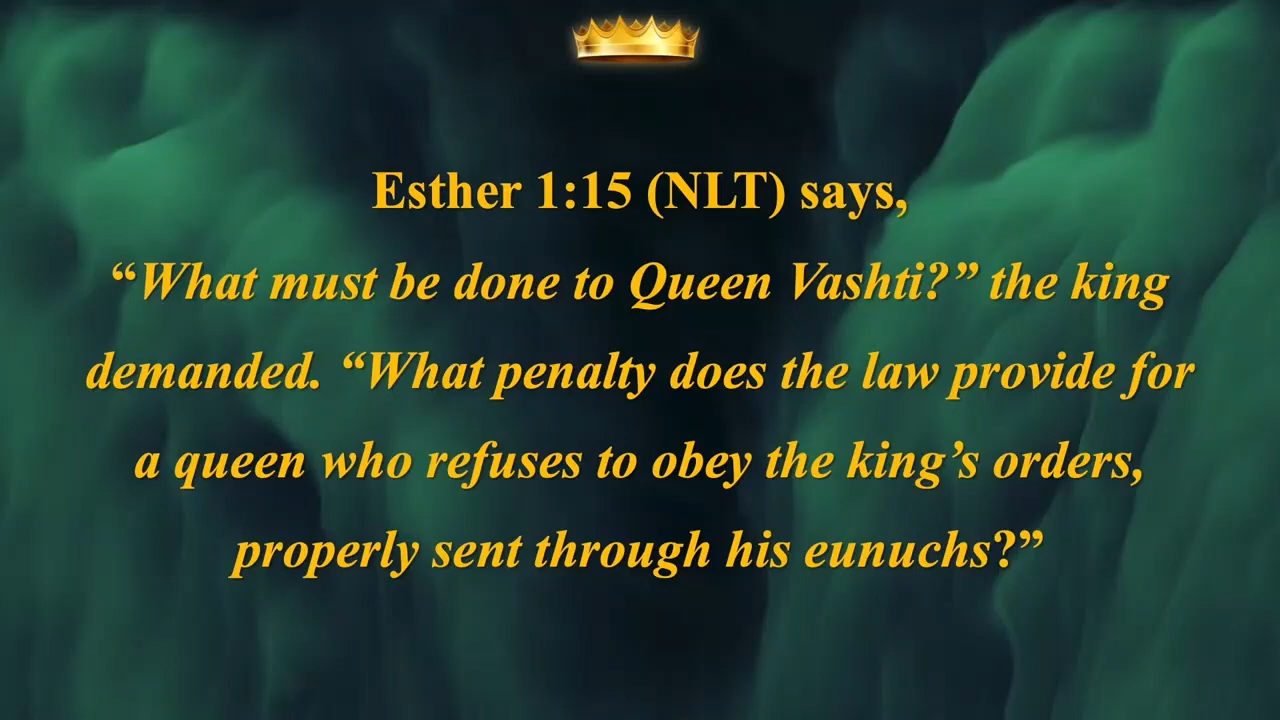 Esther 1:15 (NLT) says,
“What must be done to Queen Vashti?” the king
demanded. “What penalty does the law provide for
a queen who refuses to obey the king’s orders,
properly sent through his eunuchs?”